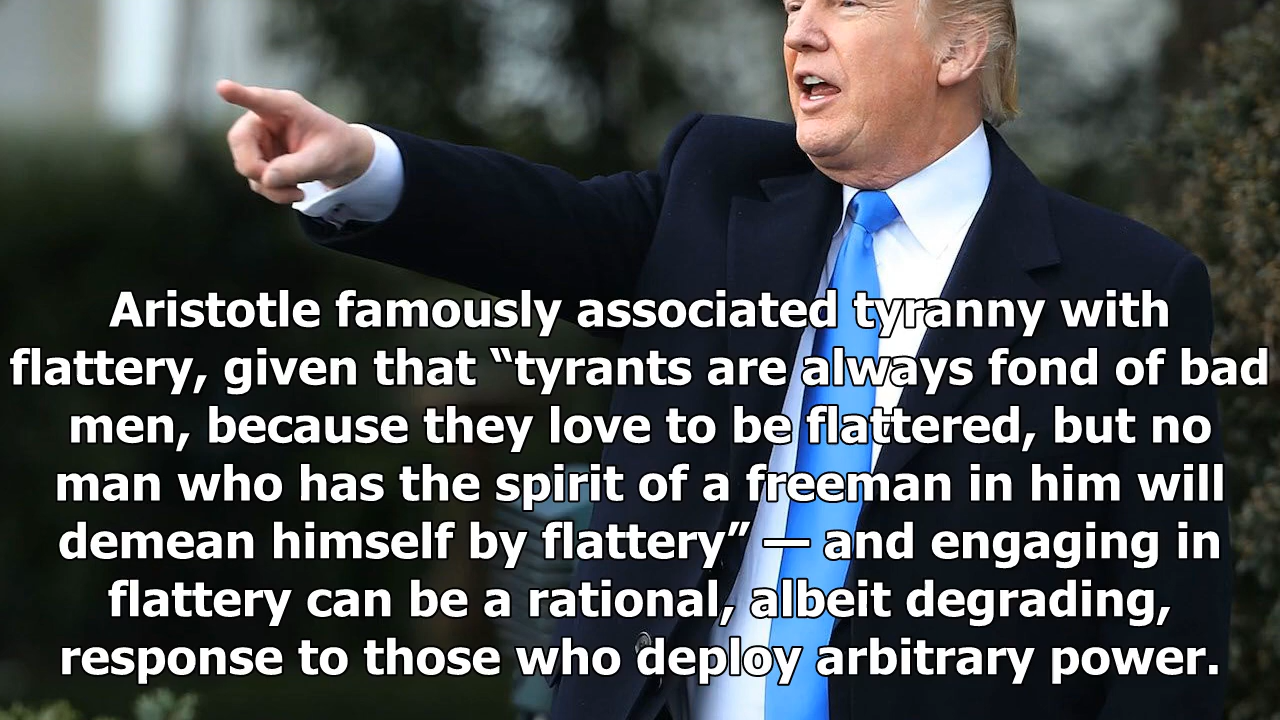 Aristotle famously associated tyranny with
flattery, given that “tyrants are always fond of bad
men, because they love to be flattered, but no
man who has the spirit of a freeman in him will
demean himself by flattery” — and engaging in
flattery can be a rational, albeit degrading,
response to those who deploy arbitrary power.